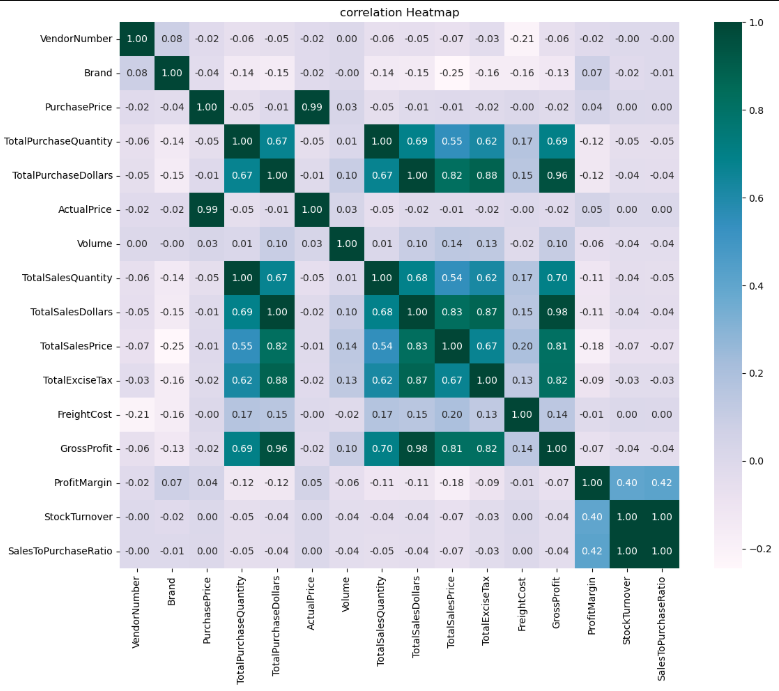 correlation Heatmap
VendorNumber 1.00 0.08 -0.02 -0.06 -0.05 -0.02 0.00 -0.06 -0.05 -0.07 -0.03 -0.21 -0.06 -0.02 -0.00 -0.00
Brand 0.08 1.00 -0.04 -0.14 -0.15 -0.02 -0.00 -0.14 -0.15 -0.25 -0.16 -0.16 -0.13 0.07 -0.02 -0.01
PurchasePrice -0.02 -0.04 1.00 -0.05 -0.01 0.99 0.03 -0.05 -0.01 -0.01 -0.02 -0.00 -0.02 0.04 0.00 0.00
TotalPurchaseQuantity -0.06 -0.14 -0.05 1.00 0.67 -0.05 0.01 1.00 0.69 0.55 0.62 0.17 0.69 -0.12 -0.05 -0.05
TotalPurchaseDollars -0.05 -0.15 -0.01 0.67 1.00 -0.01 0.10 0.67 1.00 0.82 0.88 0.15 0.96 -0.12 -0.04 -0.04
ActualPrice -0.02 -0.02 0.99 -0.05 -0.01 1.00 0.03 -0.05 -0.02 -0.01 -0.02 -0.00 -0.02 0.05 0.00 0.00
Volume 0.00 -0.00 0.03 0.01 0.10 0.03 1.00 0.01 0.10 0.14 0.13 -0.02 0.10 -0.06 -0.04 -0.04
TotalSalesQuantity -0.06 -0.14 -0.05 1.00 0.67 -0.05 0.01 1.00 0.68 0.54 0.62 0.17 0.70 -0.11 -0.04 -0.05
TotalSalesDollars -0.05 -0.15 -0.01 0.69 1.00 -0.02 0.10 0.68 1.00 0.83 0.87 0.15 0.98 -0.11 -0.04 -0.04
TotalSalesPrice -0.07 -0.25 -0.01 0.55 0.82 -0.01 0.14 0.54 0.83 1.00 0.67 0.20 0.81 -0.18 -0.07 -0.07
TotalExciseTax -0.03 -0.16 -0.02 0.62 0.88 -0.02 0.13 0.62 0.87 0.67 1.00 0.13 0.82 -0.09 -0.03 -0.03
FreightCost -0.21 -0.16 -0.00 0.17 0.15 -0.00 -0.02 0.17 0.15 0.20 0.13 1.00 0.14 -0.01 0.00 0.00
GrossProfit -0.06 -0.13 -0.02 0.69 0.96 -0.02 0.10 0.70 0.98 0.81 0.82 0.14 1.00 -0.07 -0.04 -0.04
ProfitMargin -0.02 0.07 0.04 -0.12 -0.12 0.05 -0.06 -0.11 -0.11 -0.18 -0.09 -0.01 -0.07 1.00 0.40 0.42
StockTurnover -0.00 -0.02 0.00 -0.05 -0.04 0.00 -0.04 -0.04 -0.04 -0.07 -0.03 0.00 -0.04 0.40 1.00 1.00
SalesToPurchaseRatio -0.00 -0.01 0.00 -0.05 -0.04 0.00 -0.04 -0.05 -0.04 -0.07 -0.03 0.00 -0.04 0.42 1.00 1.00
VendorNumber
Brand
PurchasePrice
TotalPurchaseQuantity
TotalPurchaseDollars
ActualPrice
Volume
TotalSalesQuantity
TotalSalesDollars
TotalSalesPrice
TotalExciseTax
FreightCost
GrossProfit
ProfitMargin
StockTurnover
SalesToPurchaseRatio
1.0
0.8
0.6
0.4
0.2
0.0
−0.2